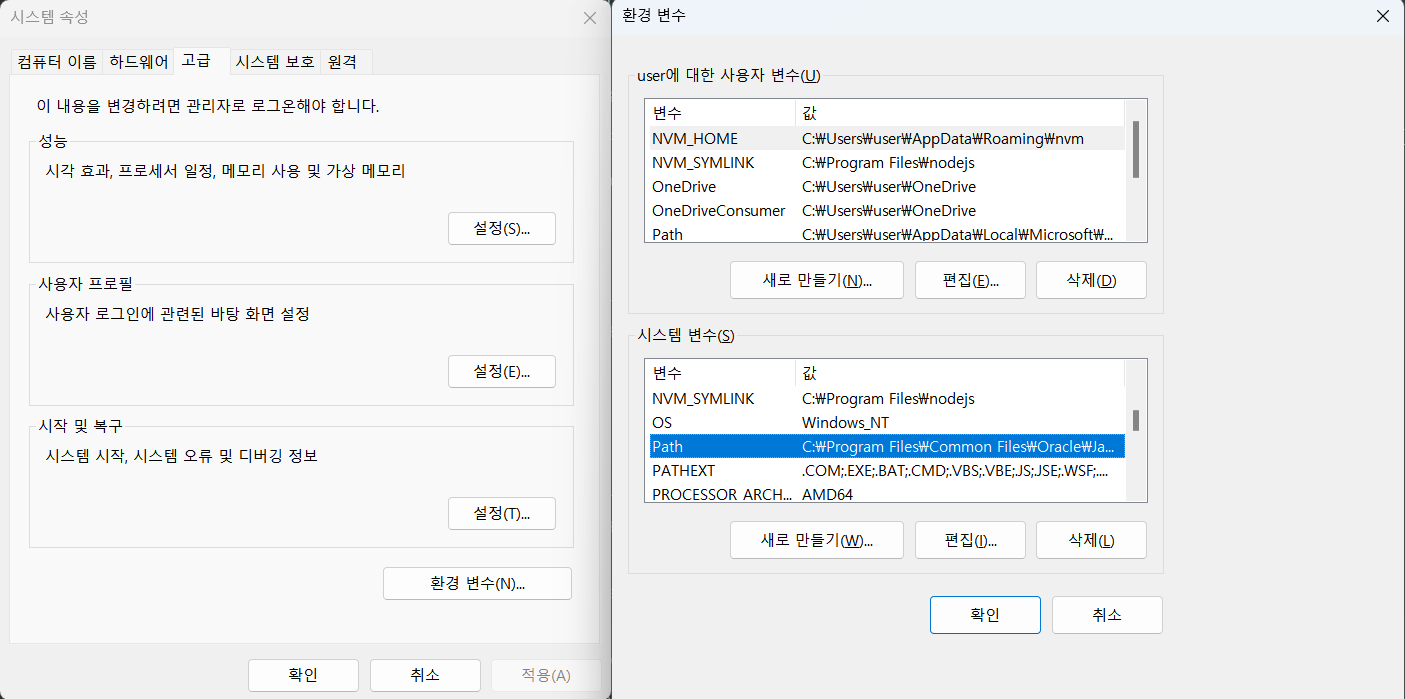 시스템 속성
컴퓨터 이름 하드웨어 고급 시스템 보호 원격
이 내용을 변경하려면 관리자로 로그온해야 합니다.
성능
시각 효과, 프로세서 일정, 메모리 사용 및 가상 메모리
설정(S)...
사용자 프로필
사용자 로그인에 관련된 바탕 화면 설정
설정(E)...
시작 및 복구
시스템 시작, 시스템 오류 및 디버깅 정보
설정(T)...
환경 변수(N)...
확인 취소 적용(A)
환경 변수
user에 대한 사용자 변수(U)
변수 값
NVM_HOME C:₩Users₩user₩AppData₩Roaming₩nvm
NVM_SYMLINK C:₩Program Files₩nodejs
OneDrive C:₩Users₩user₩OneDrive
OneDriveConsumer C:₩Users₩user₩OneDrive
Path C:₩Users₩user₩AppData₩Local₩Microsoft₩...
새로 만들기(N)... 편집(E)... 삭제(D)
시스템 변수(S)
변수 값
NVM_SYMLINK C:₩Program Files₩nodejs
OS Windows_NT
Path C:₩Program Files₩Common Files₩Oracle₩Ja...
PATHEXT .COM;.EXE;.BAT;.CMD;.VBS;.VBE;.JS;.JSE;.WSF;....
PROCESSOR_ARCH... AMD64
새로 만들기(W)... 편집(I)... 삭제(L)
확인 취소